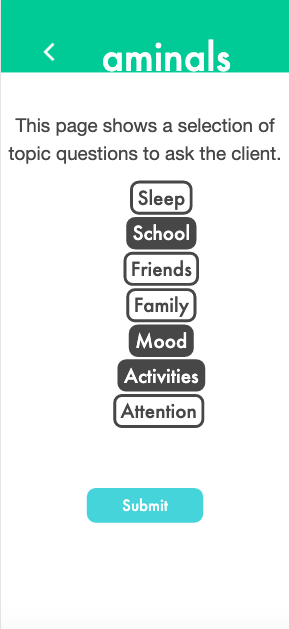 aminals
This page shows a selection of
topic questions to ask the client.
Sleep
School
Friends
Family
Mood
Activities
Attention
Submit